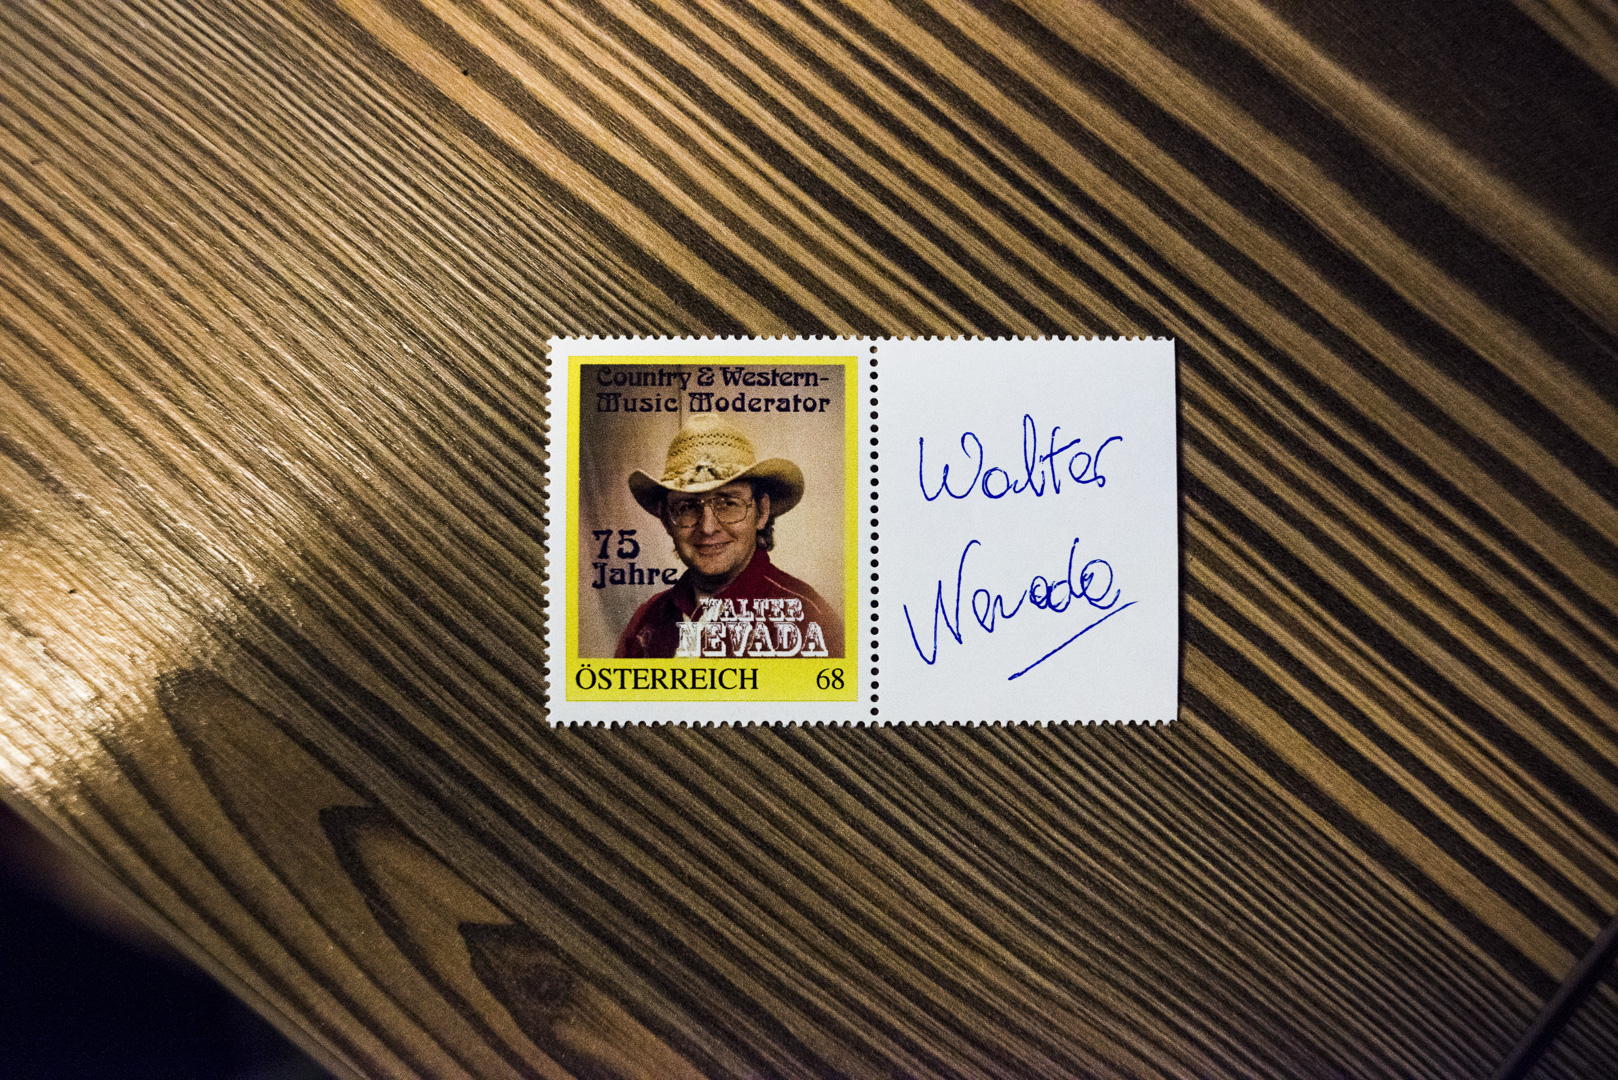 Country & Western-
Music Moderator
75
Jahre
WALTER
NEVADA
ÖSTERREICH 68
Walter
Nevada